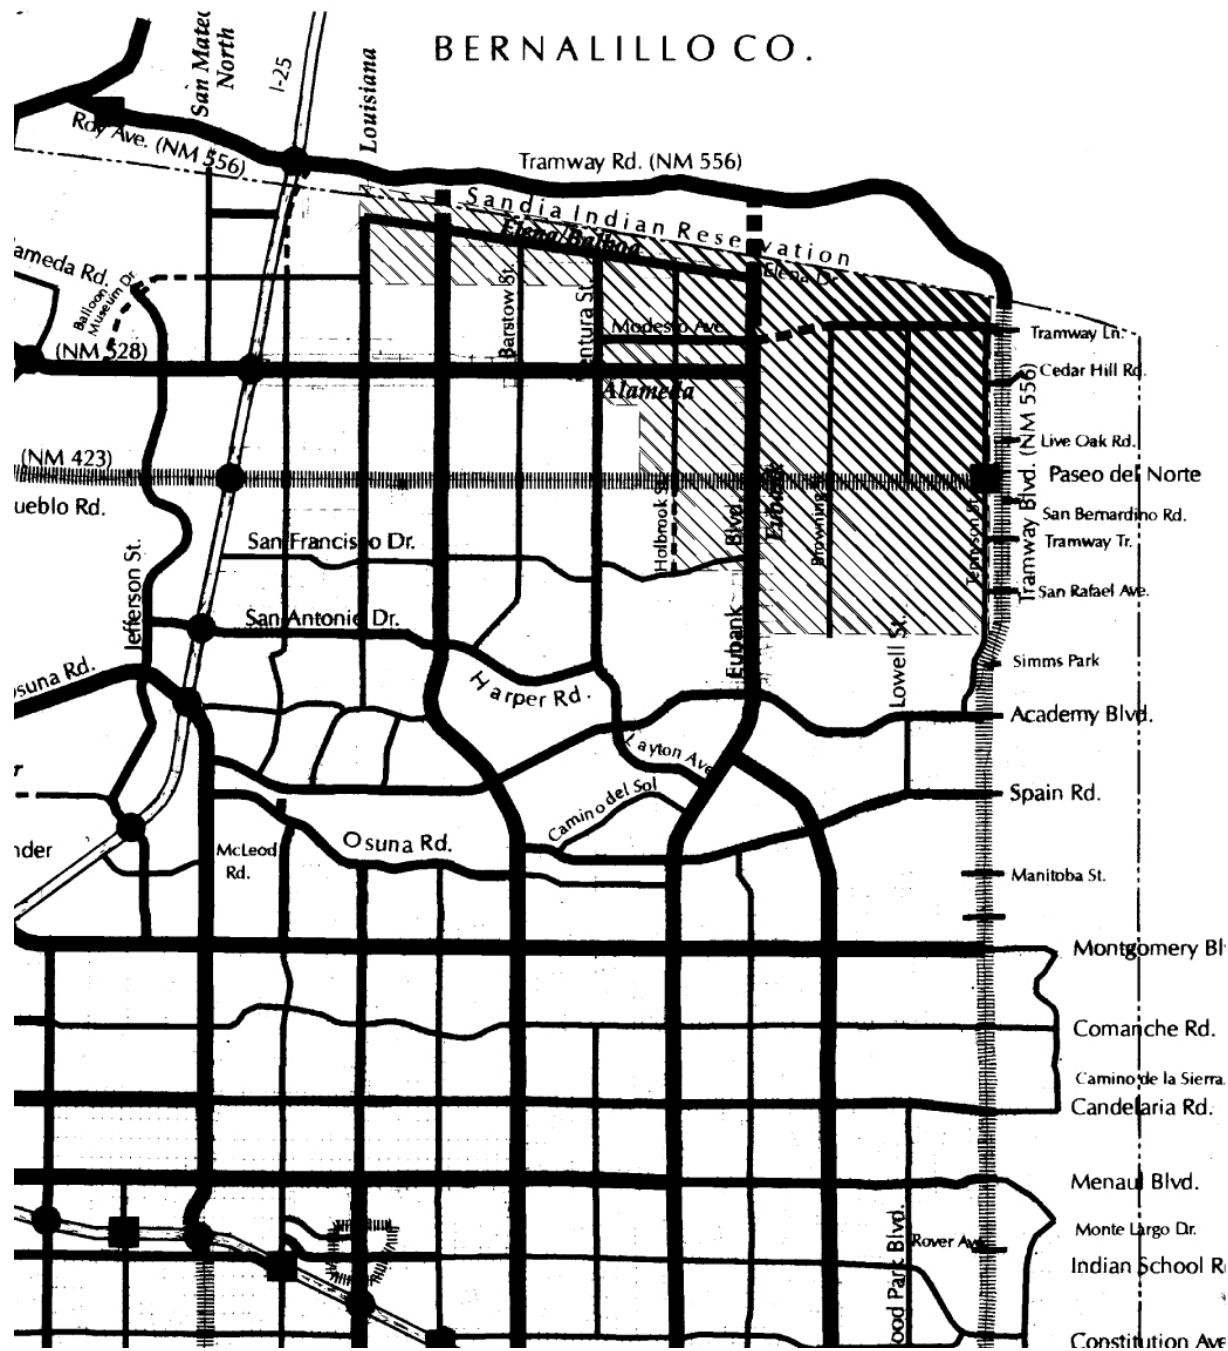 BERNALILLO CO.
San Mateo
North
I-25
Louisiana
Roy Ave. (NM 556)
Tramway Rd. (NM 556)
Sandia Indian Reservation
Elena/Balboa
Elena Dr
Balloon
Museum Dr
(NM 528)
Barstow St.
Modesto Ave
Tramway Ln.
Cedar Hill Rd.
Alameda
Live Oak Rd.
(NM 423)
Paseo del Norte
Tramway Blvd. (NM 556)
San Bernardino Rd.
Tramway Tr.
San Francisco Dr.
Holbrook St
Eubank
Blvd
Eubank
Browning St.
Tennyson St.
San Rafael Ave.
Jefferson St.
San Antonio Dr.
Harper Rd.
Lowell St.
Simms Park
Academy Blvd.
Layton Ave
Camino del Sol
Spain Rd.
McLeod
Rd.
Osuna Rd.
Manitoba St.
Montgomery Bl
Comanche Rd.
Camino de la Sierra
Candelaria Rd.
Menaul Blvd.
Monte Largo Dr.
Rover Ave
Indian School R
Constitution Ave